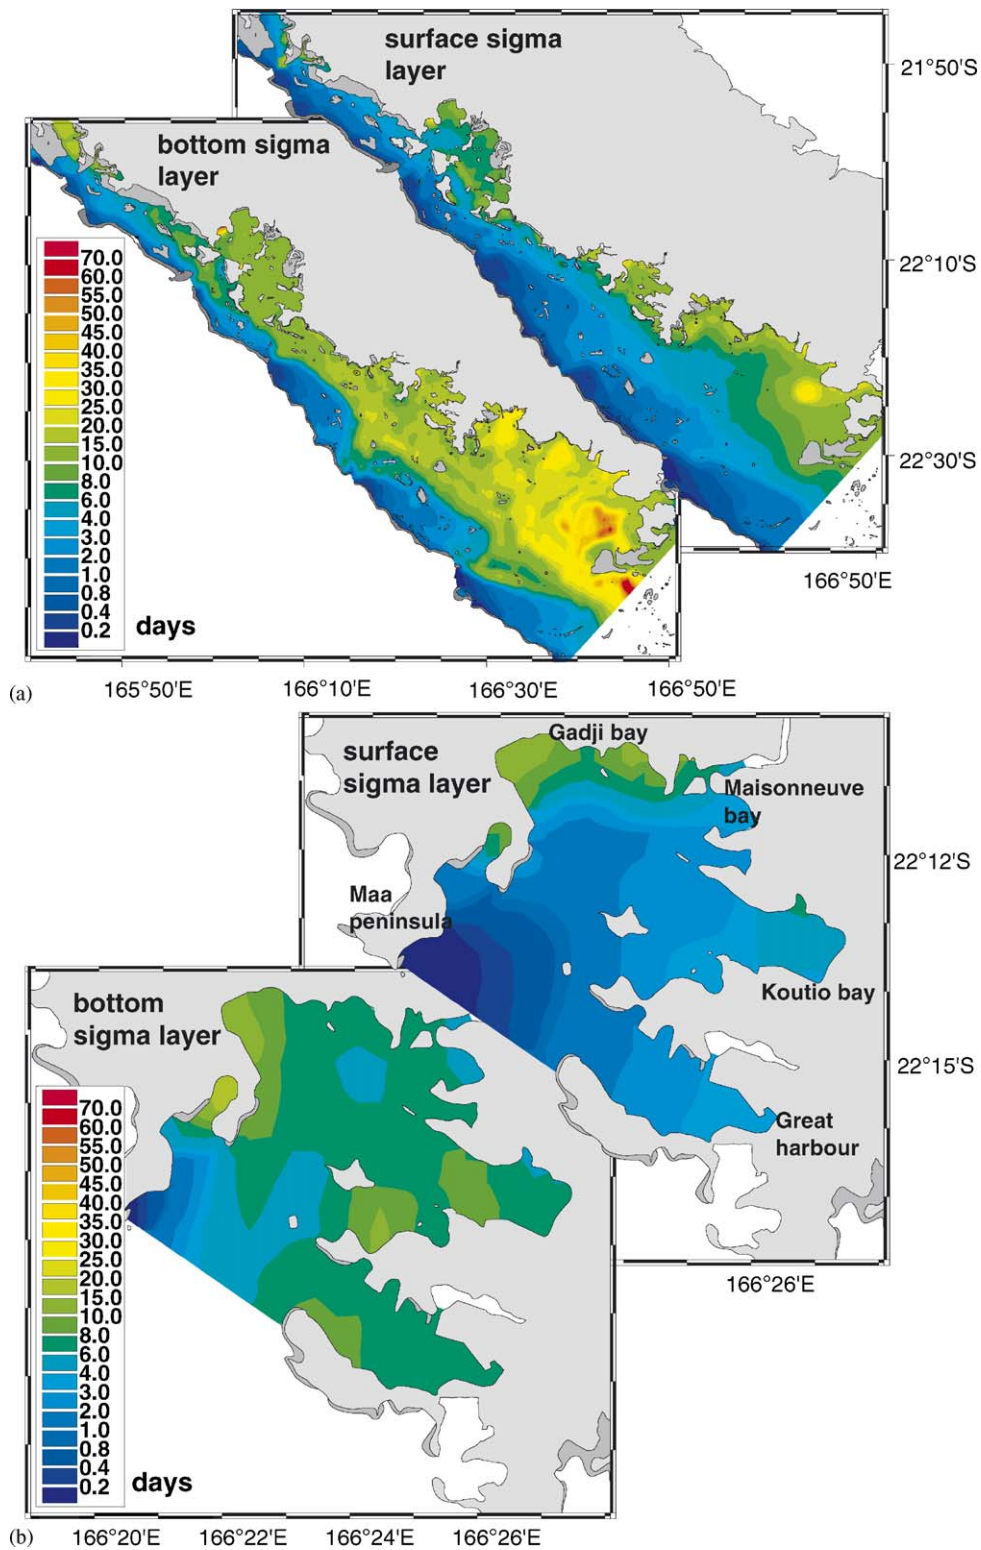 surface sigma
layer
21°50'S
bottom sigma
layer
22°10'S
70.0
60.0
55.0
50.0
45.0
40.0
35.0
30.0
25.0
20.0
15.0
10.0
8.0
6.0
4.0
3.0
2.0
1.0
0.8
0.4
0.2
days
22°30'S
166°50'E
(a)
165°50'E
166°10'E
166°30'E
166°50'E
Gadji bay
surface
sigma layer
Maisonneuve
bay
22°12'S
Maa
peninsula
Koutio bay
bottom
sigma layer
22°15'S
70.0
60.0
55.0
50.0
45.0
40.0
35.0
30.0
25.0
20.0
15.0
10.0
8.0
6.0
4.0
3.0
2.0
1.0
0.8
0.4
0.2
days
Great
harbour
166°26'E
(b)
166°20'E
166°22'E
166°24'E
166°26'E